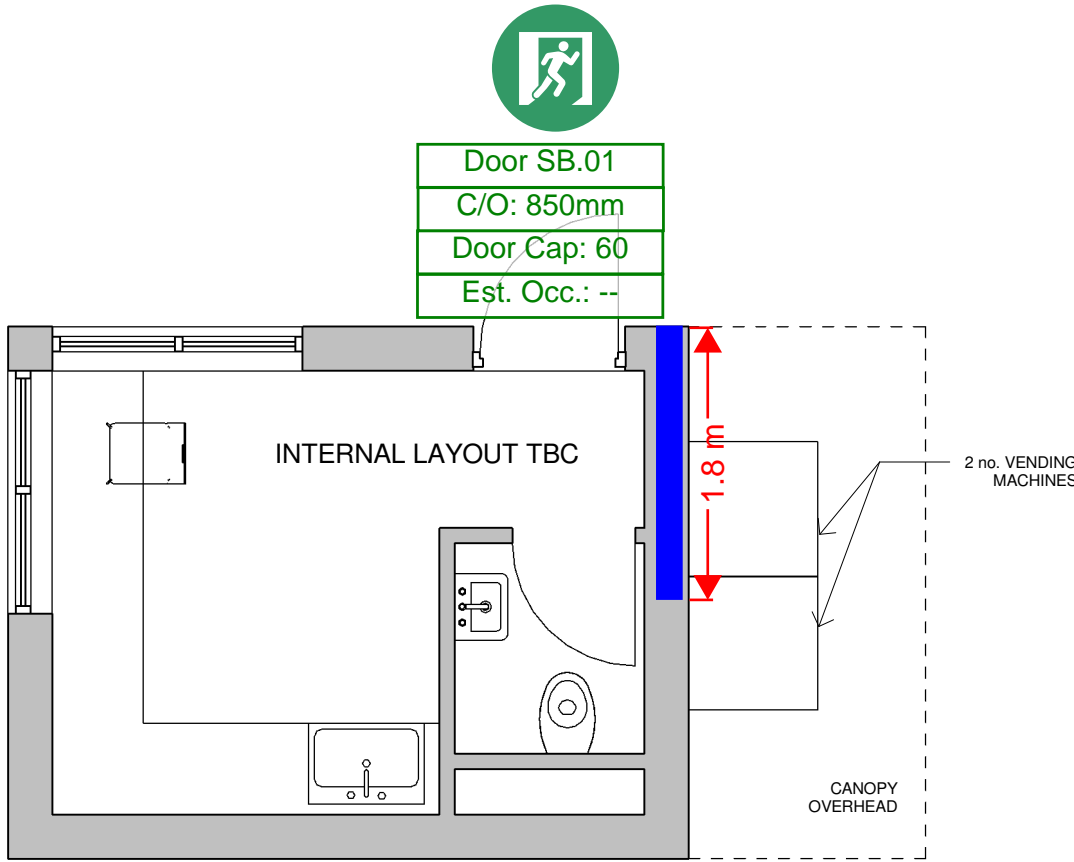 Door SB.01
C/O: 850mm
Door Cap: 60
Est. Occ.: --
INTERNAL LAYOUT TBC
1.8 m
2 no. VENDING
MACHINES
CANOPY
OVERHEAD